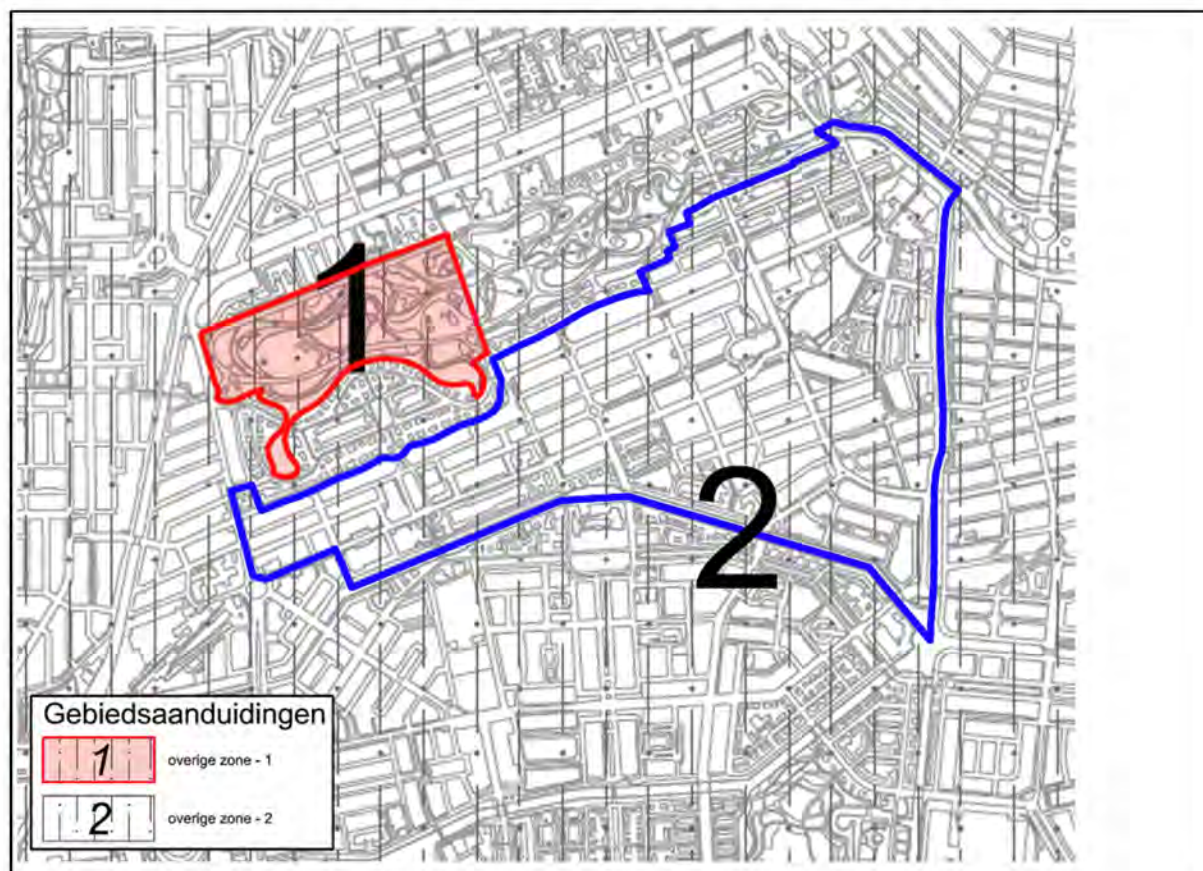 1
2
Gebiedsaanduidingen
1 overige zone - 1
2 overige zone - 2